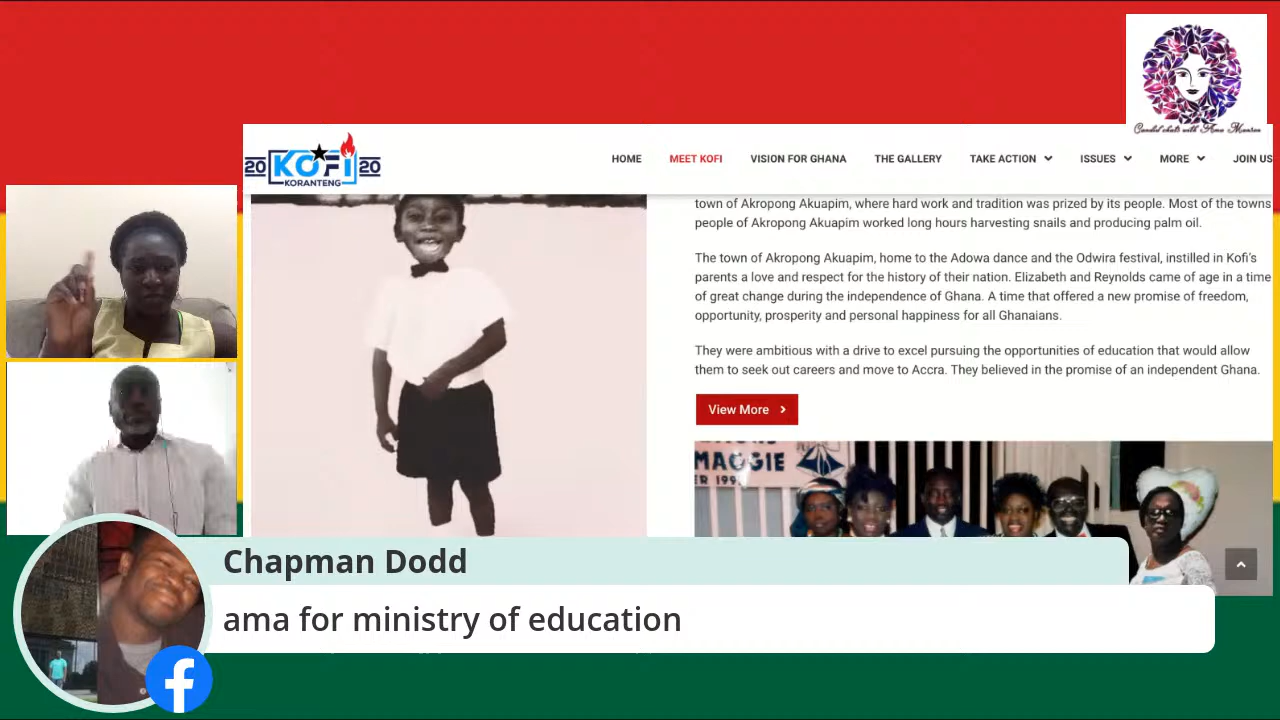 Candid chats with Ama Monroe
20 KOFI 20
KORANTENG
HOME
MEET KOFI
VISION FOR GHANA
THE GALLERY
TAKE ACTION
ISSUES
MORE
JOIN US
town of Akropong Akuapim, where hard work and tradition was prized by its people. Most of the towns
people of Akropong Akuapim worked long hours harvesting snails and producing palm oil.
The town of Akropong Akuapim, home to the Adowa dance and the Odwira festival, instilled in Kofi's
parents a love and respect for the history of their nation. Elizabeth and Reynolds came of age in a time
of great change during the independence of Ghana. A time that offered a new promise of freedom,
opportunity, prosperity and personal happiness for all Ghanaians.
They were ambitious with a drive to excel pursuing the opportunities of education that would allow
them to seek out careers and move to Accra. They believed in the promise of an independent Ghana.
View More
MAGGIE
Chapman Dodd
ama for ministry of education